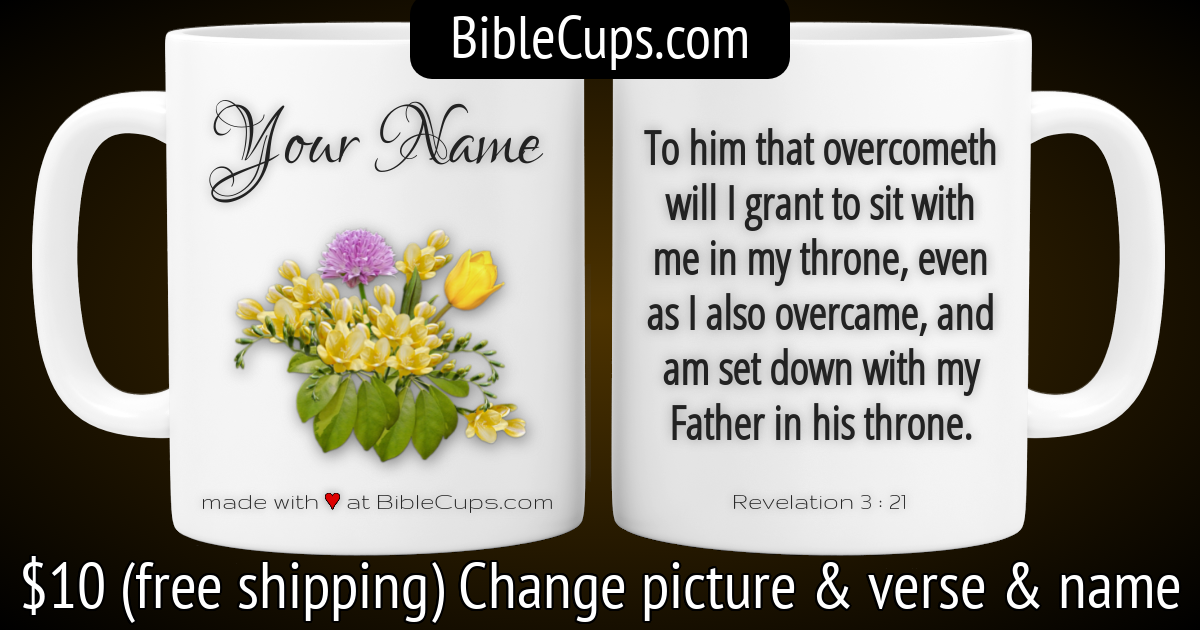 BibleCups.com
Your Name
made with ♥ at BibleCups.com
To him that overcometh
will I grant to sit with
me in my throne, even
as I also overcame, and
am set down with my
Father in his throne.
Revelation 3 : 21
$10 (free shipping) Change picture & verse & name